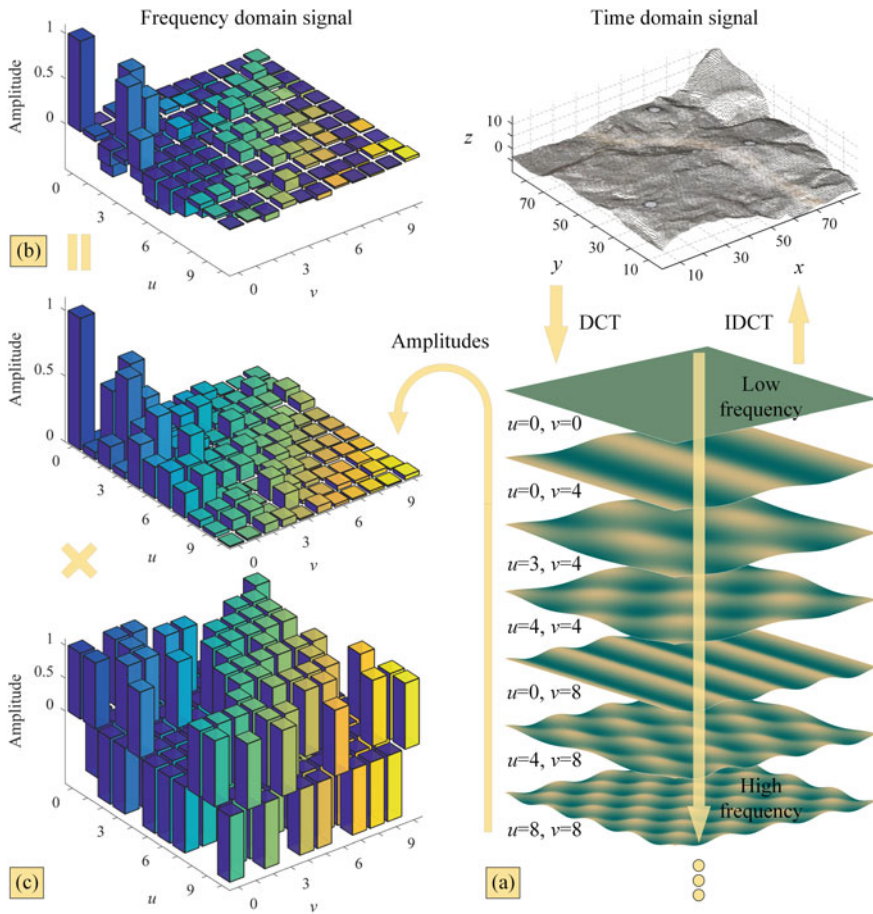 Frequency domain signal
Time domain signal
Amplitude
1
0.5
0
0
3
6
9
u
0
3
6
9
v
(b)
z
10
0
70
50
30
10
y
10
30
50
70
x
DCT
IDCT
Amplitude
1
0.5
0
0
3
6
9
u
0
3
6
9
v
Amplitudes
Low
frequency
u=0, v=0
u=0, v=4
u=3, v=4
u=4, v=4
u=0, v=8
u=4, v=8
High
frequency
u=8, v=8
(a)
Amplitude
1
0.5
0
0
3
6
9
u
0
3
6
9
v
(c)